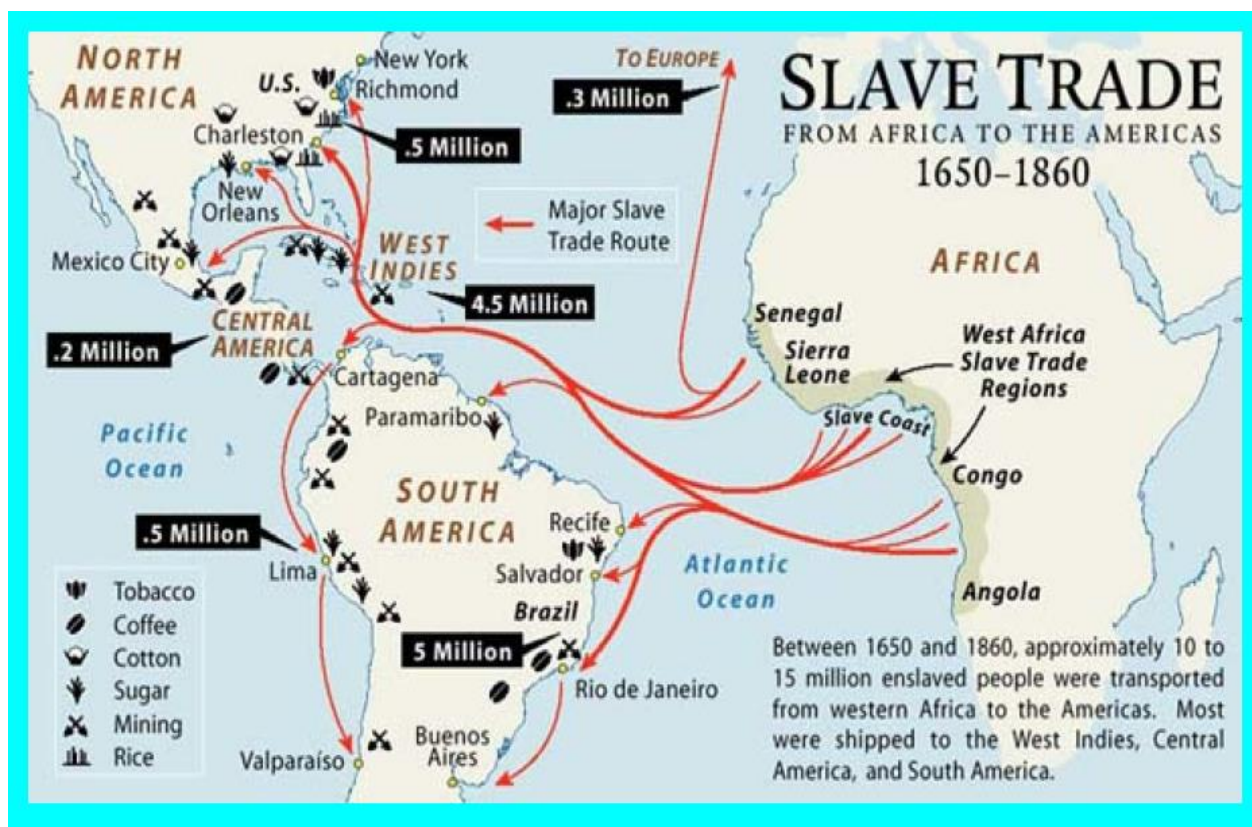 SLAVE TRADE
FROM AFRICA TO THE AMERICAS
1650–1860
NORTH
AMERICA
U.S.
New York
Richmond
.5 Million
Charleston
New
Orleans
Mexico City
WEST
INDIES
4.5 Million
CENTRAL
AMERICA
.2 Million
TO EUROPE
.3 Million
Major Slave
Trade Route
AFRICA
Senegal
Sierra
Leone
West Africa
Slave Trade
Regions
Slave Coast
Congo
Angola
Cartagena
Paramaribo
Pacific
Ocean
SOUTH
AMERICA
.5 Million
Lima
Recife
Salvador
Brazil
5 Million
Rio de Janeiro
Atlantic
Ocean
Buenos
Aires
Valparaíso
Tobacco
Coffee
Cotton
Sugar
Mining
Rice
Between 1650 and 1860, approximately 10 to
15 million enslaved people were transported
from western Africa to the Americas. Most
were shipped to the West Indies, Central
America, and South America.